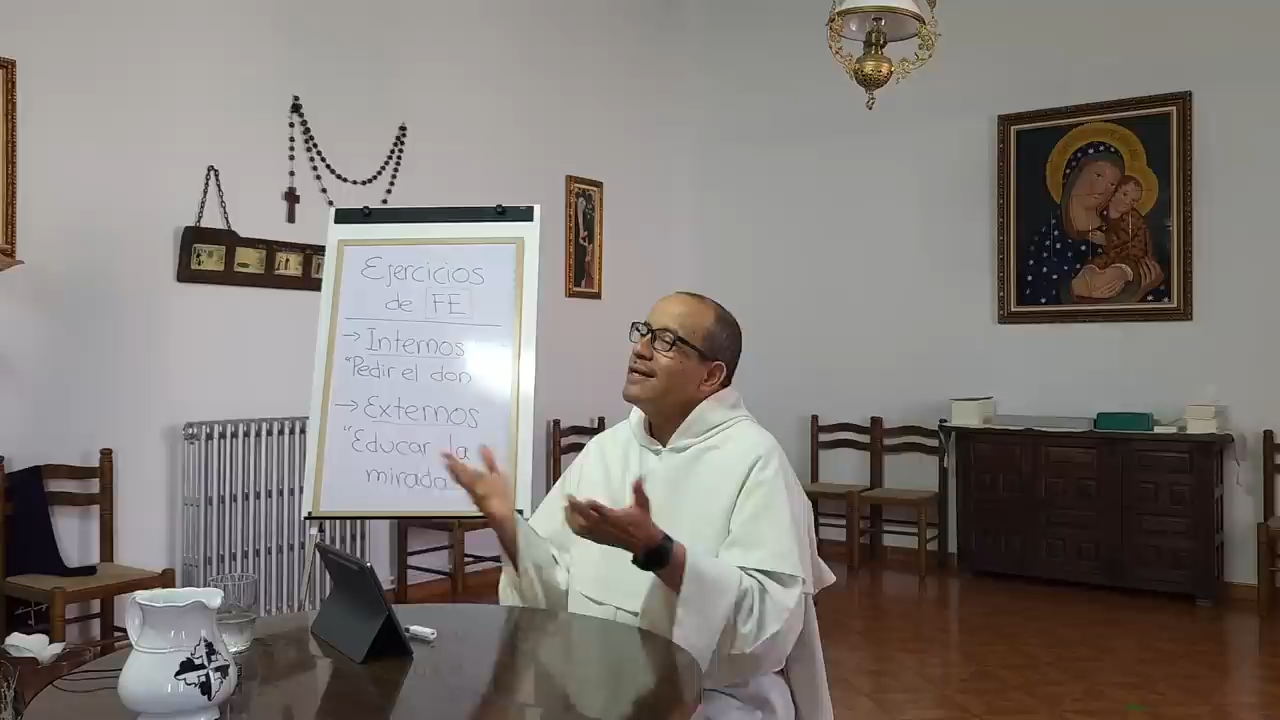 Ejercicios
de FE
→ Internos
"Pedir el don
→ Externos
"Educar la
mirada